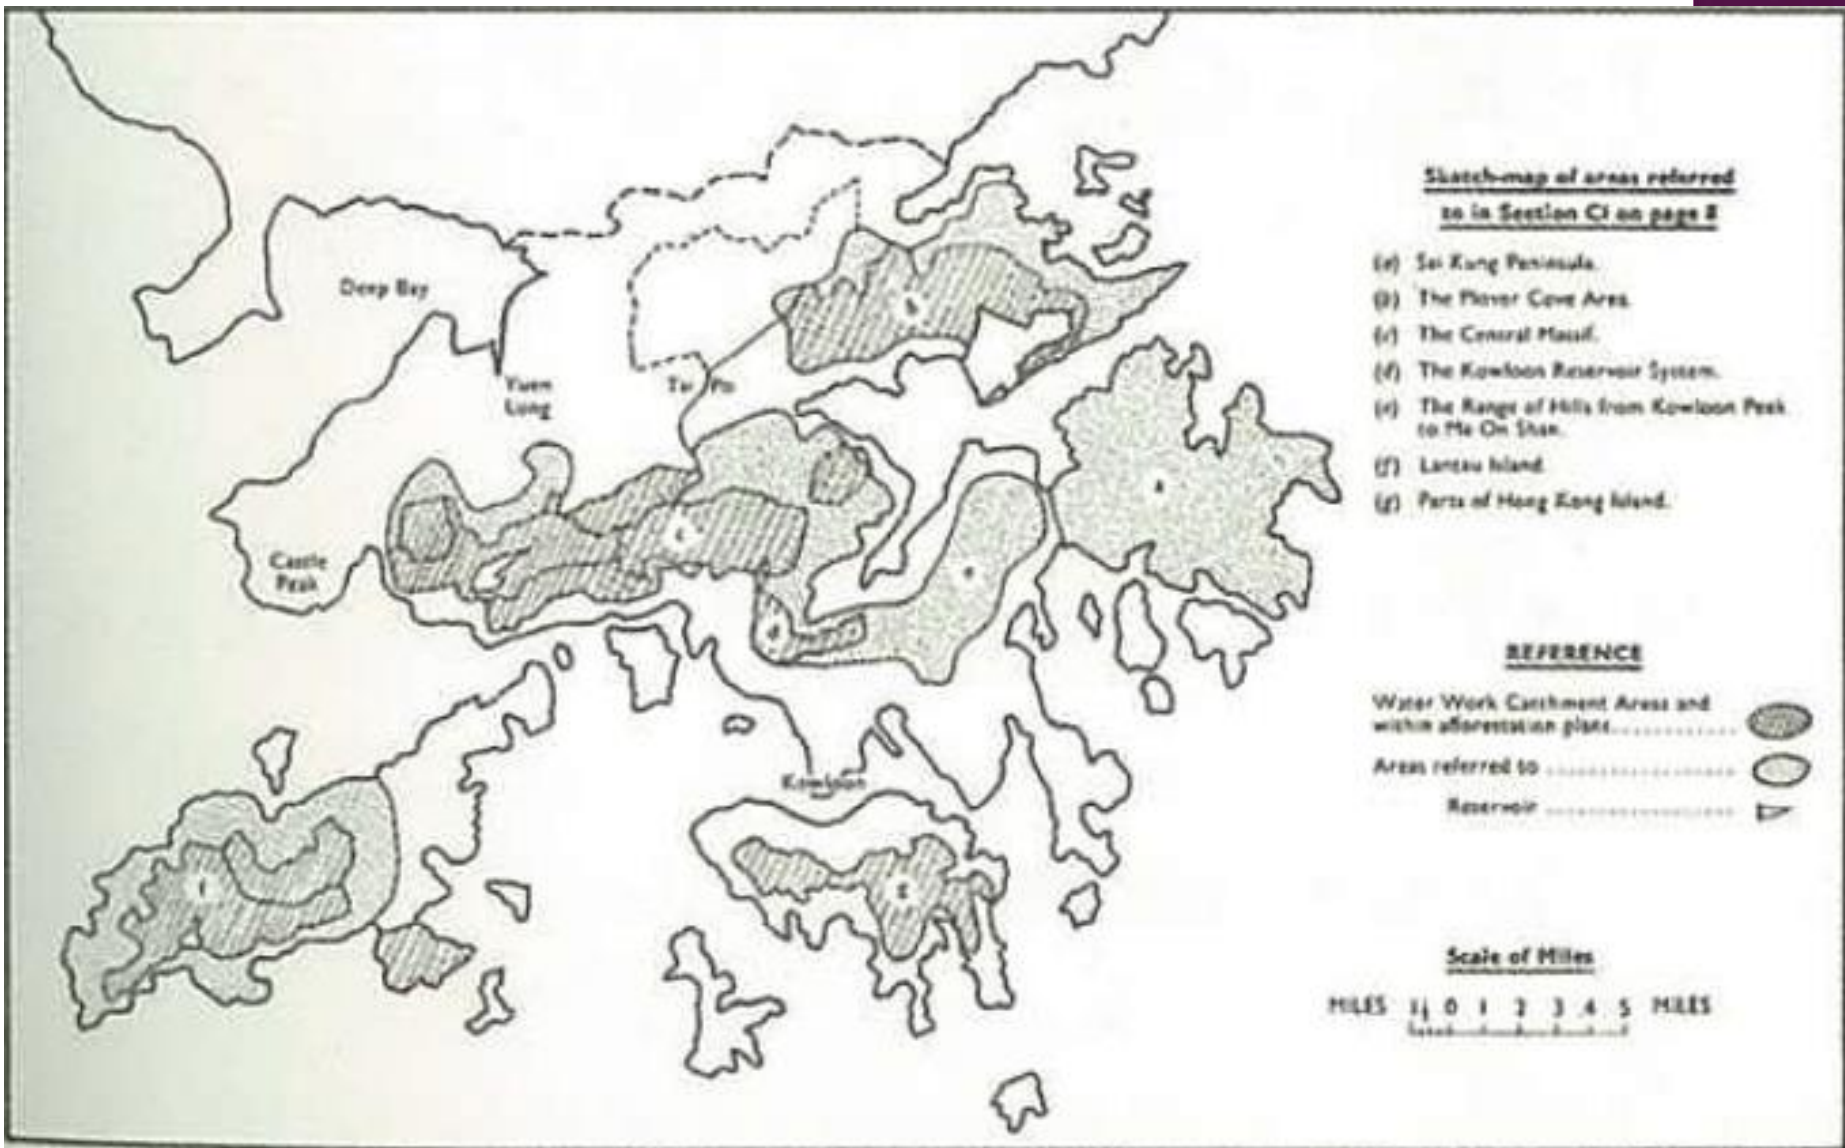 Sketch-map of areas referred
to in Section C1 on page 8
(a) Sai Kung Peninsula.
(b) The Plover Cove Area.
(c) The Central Massif.
(d) The Kowloon Reservoir System.
(e) The Range of Hills from Kowloon Peak
to Ma On Shan.
(f) Lantau Island
(g) Parts of Hong Kong Island.
Deep Bay
Yuen
Long
Tai Po
Castle
Peak
Kowloon
b
a
c
e
d
f
g
REFERENCE
Water Work Catchment Areas and
within afforestation plans
Areas referred to
Reservoir
Scale of Miles
MILES 1 0 1 2 3 4 5 MILES